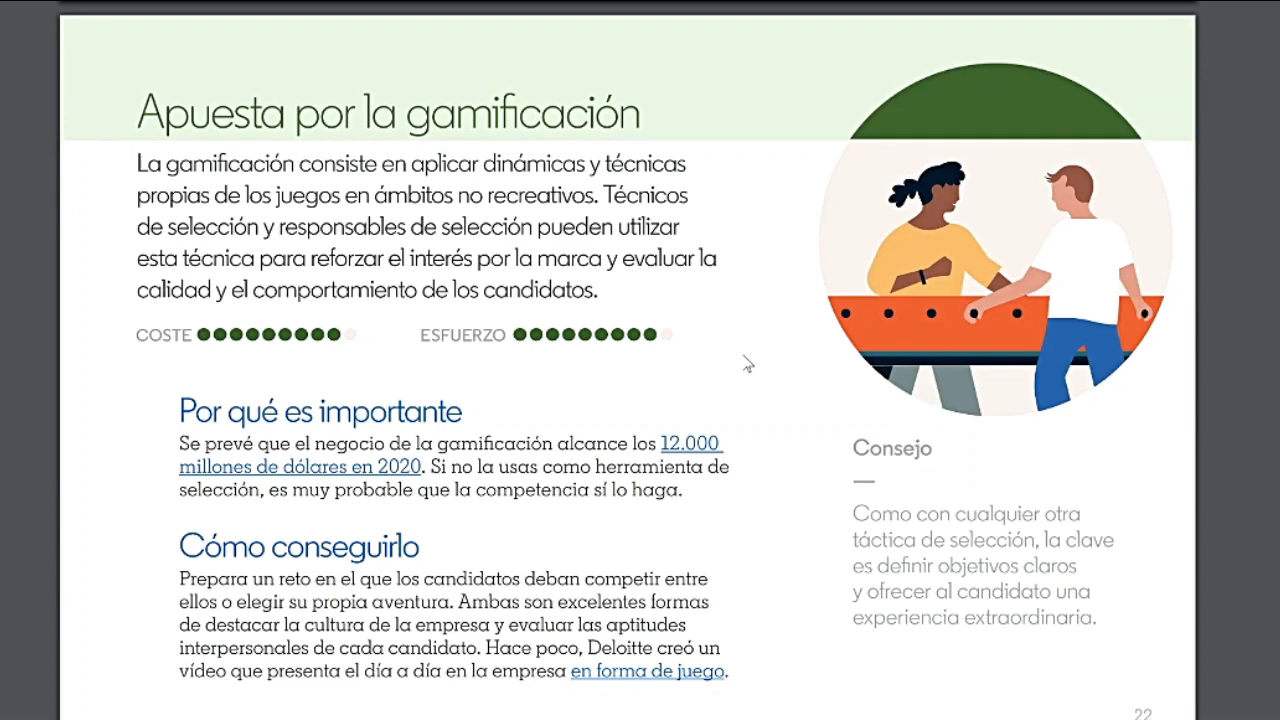 Apuesta por la gamificación
La gamificación consiste en aplicar dinámicas y técnicas
propias de los juegos en ámbitos no recreativos. Técnicos
de selección y responsables de selección pueden utilizar
esta técnica para reforzar el interés por la marca y evaluar la
calidad y el comportamiento de los candidatos.
COSTE
ESFUERZO
Por qué es importante
Se prevé que el negocio de la gamificación alcance los 12.000
millones de dólares en 2020. Si no la usas como herramienta de
selección, es muy probable que la competencia sí lo haga.
Cómo conseguirlo
Prepara un reto en el que los candidatos deban competir entre
ellos o elegir su propia aventura. Ambas son excelentes formas
de destacar la cultura de la empresa y evaluar las aptitudes
interpersonales de cada candidato. Hace poco, Deloitte creó un
vídeo que presenta el día a día en la empresa en forma de juego.
Consejo
Como con cualquier otra
táctica de selección, la clave
es definir objetivos claros
y ofrecer al candidato una
experiencia extraordinaria.
22